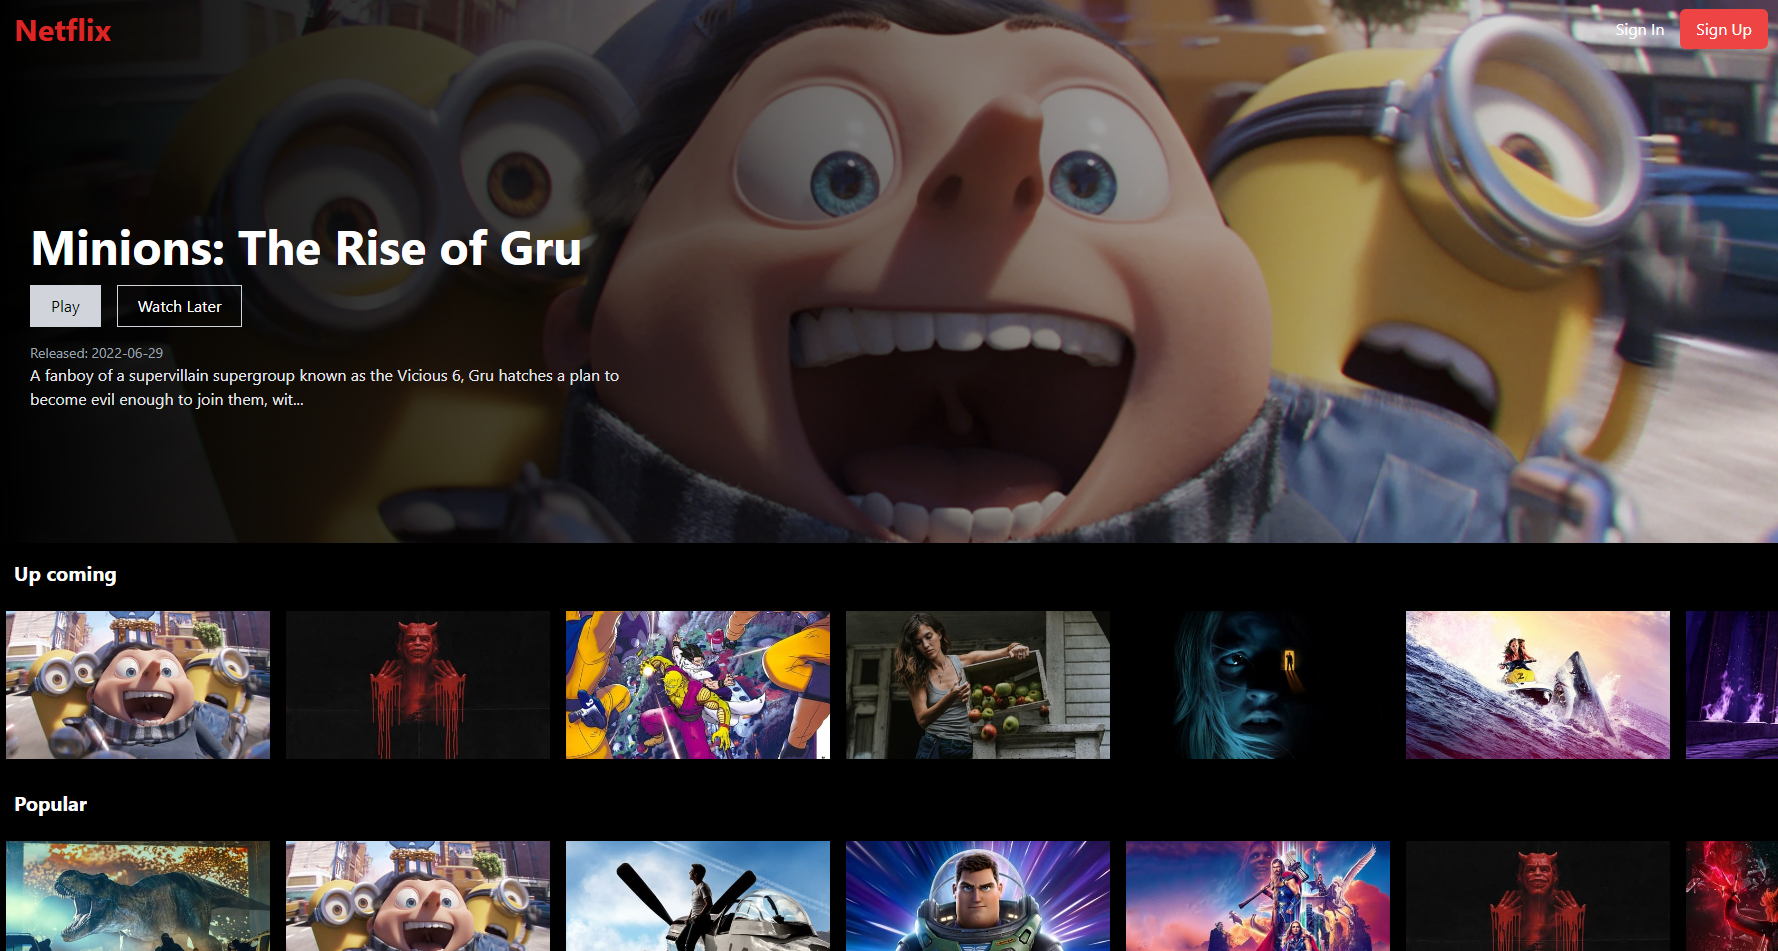 Netflix
Sign In
Sign Up
Minions: The Rise of Gru
Play
Watch Later
Released: 2022-06-29
A fanboy of a supervillain supergroup known as the Vicious 6, Gru hatches a plan to
become evil enough to join them, wit...
Up coming
Popular